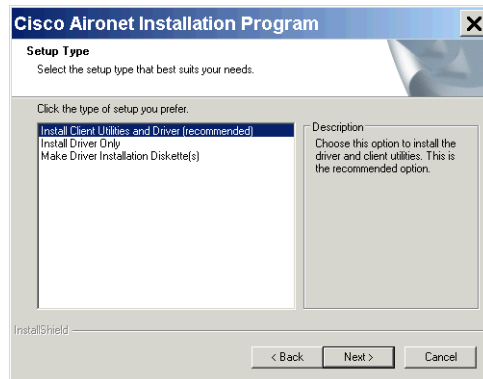 Cisco Aironet Installation Program
Setup Type
Select the setup type that best suits your needs.
Click the type of setup you prefer.
Install Client Utilities and Driver (recommended)
Install Driver Only
Make Driver Installation Diskette(s)
Description
Choose this option to install the
driver and client utilities. This is
the recommended option.
InstallShield
< Back
Next >
Cancel